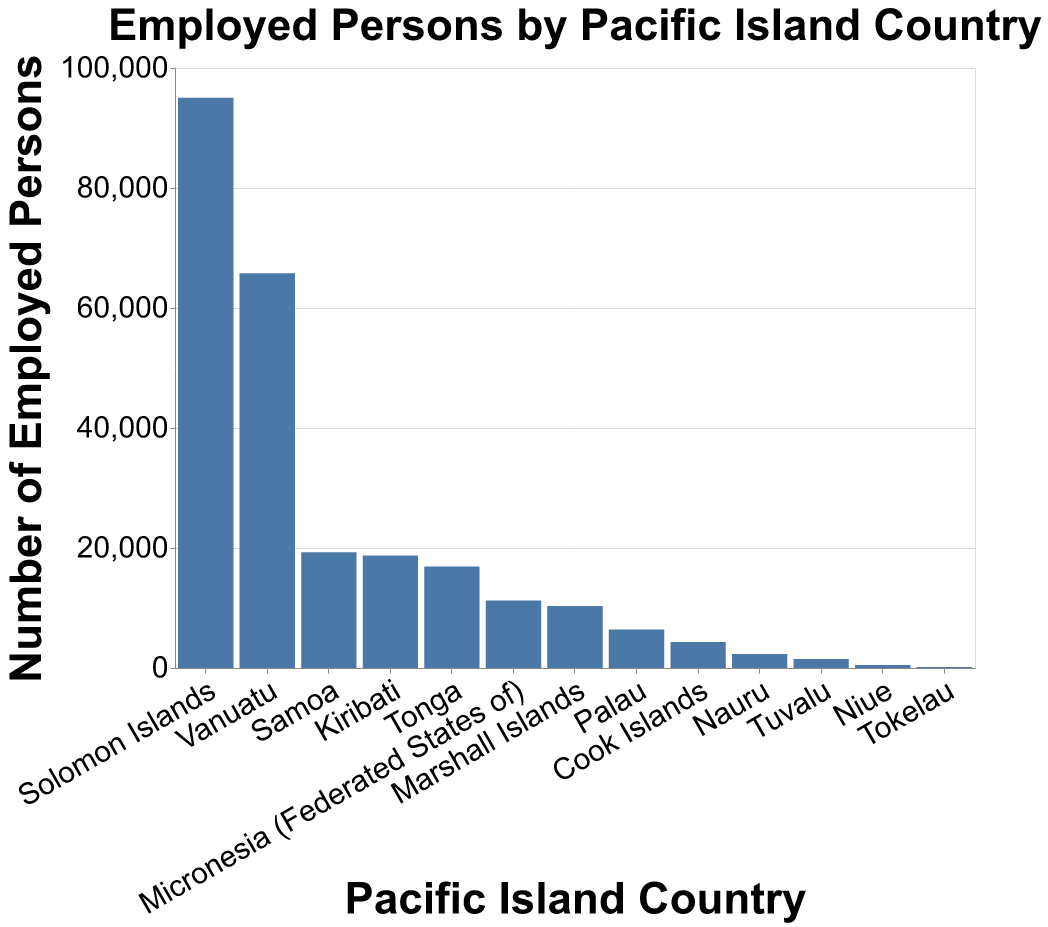 Employed Persons by Pacific Island Country
Number of Employed Persons
100,000
80,000
60,000
40,000
20,000
0
Solomon Islands
Vanuatu
Samoa
Kiribati
Tonga
Micronesia (Federated States of)
Marshall Islands
Palau
Cook Islands
Nauru
Tuvalu
Niue
Tokelau
Pacific Island Country